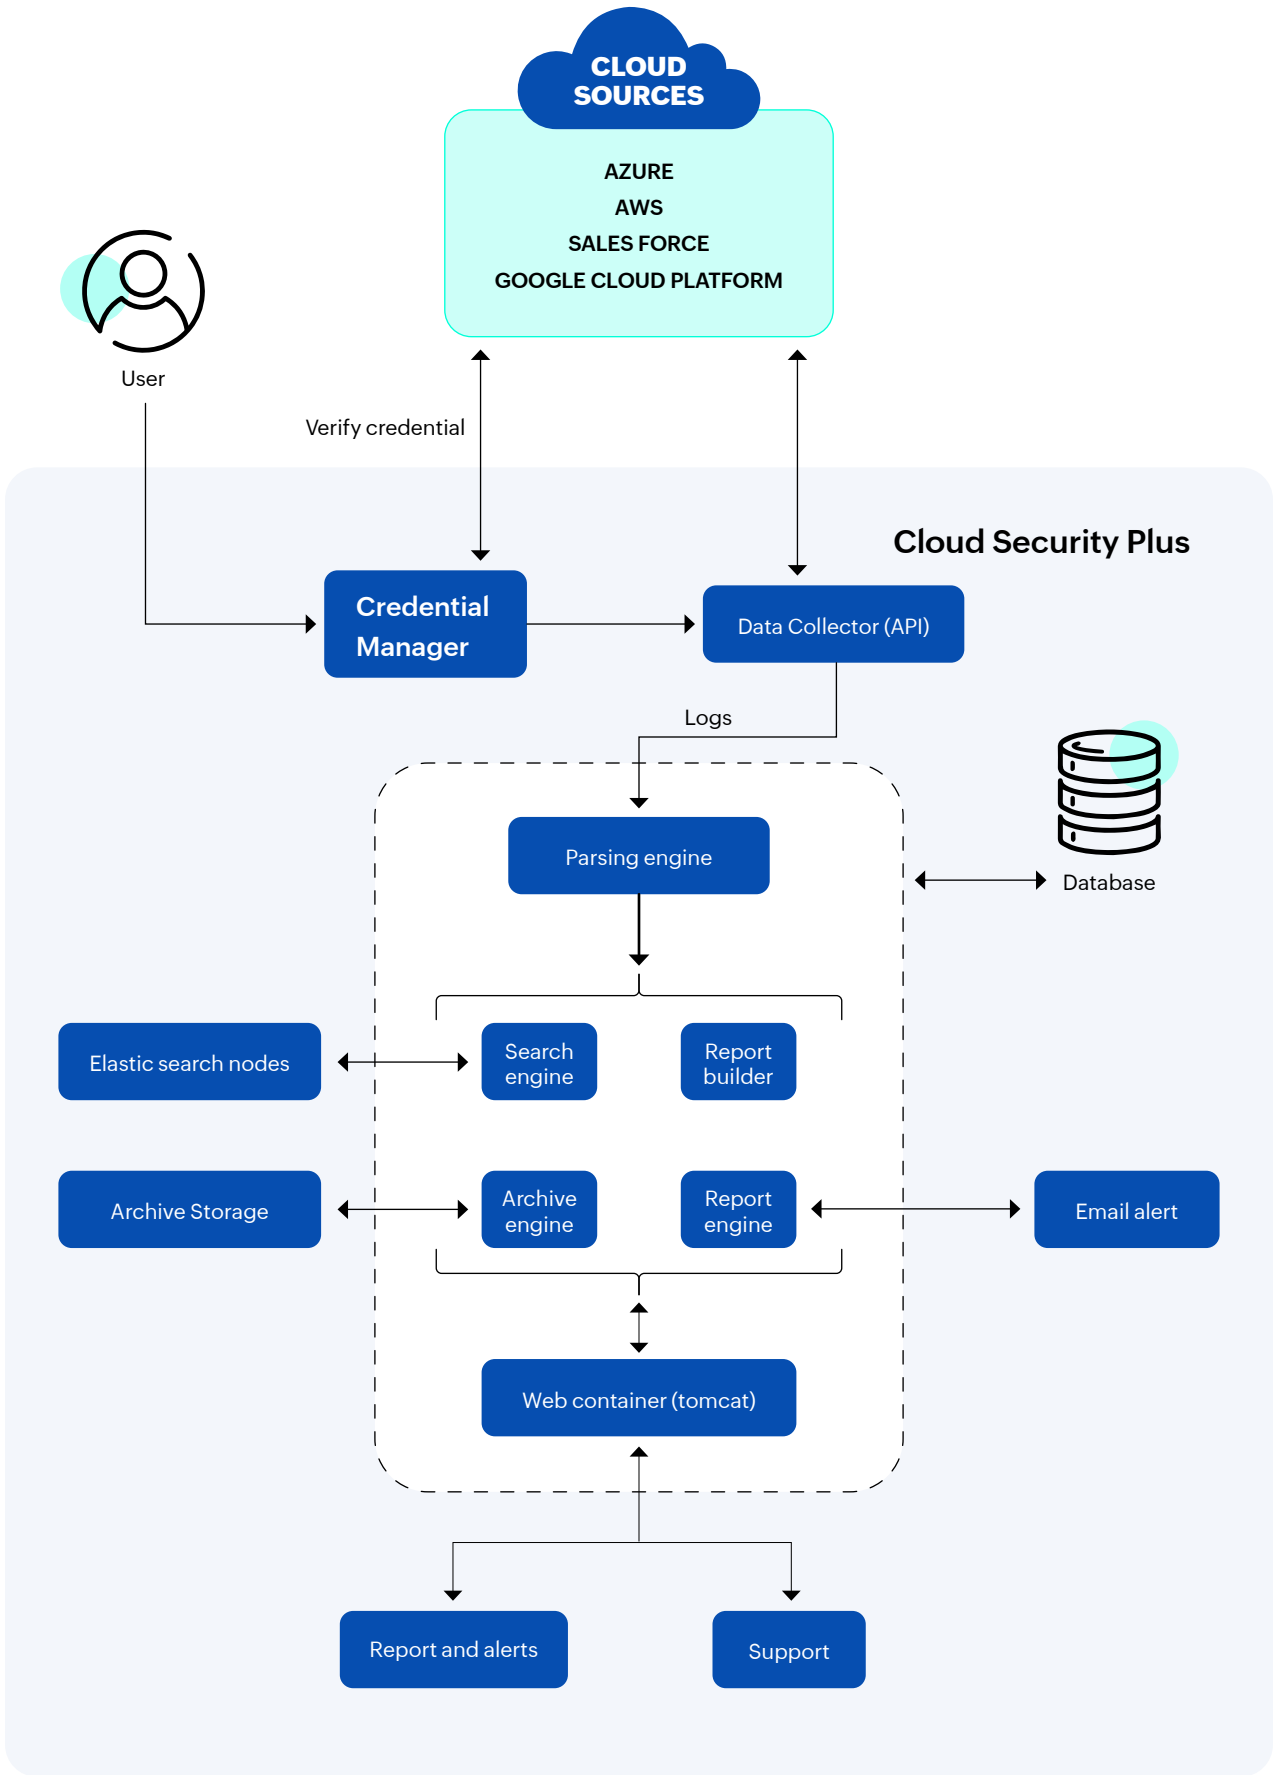 CLOUD
SOURCES
AZURE
AWS
SALES FORCE
GOOGLE CLOUD PLATFORM
User
Verify credential
Cloud Security Plus
Credential
Manager
Data Collector (API)
Logs
Parsing engine
Database
Elastic search nodes
Search
engine
Report
builder
Archive Storage
Archive
engine
Report
engine
Email alert
Web container (tomcat)
Report and alerts
Support